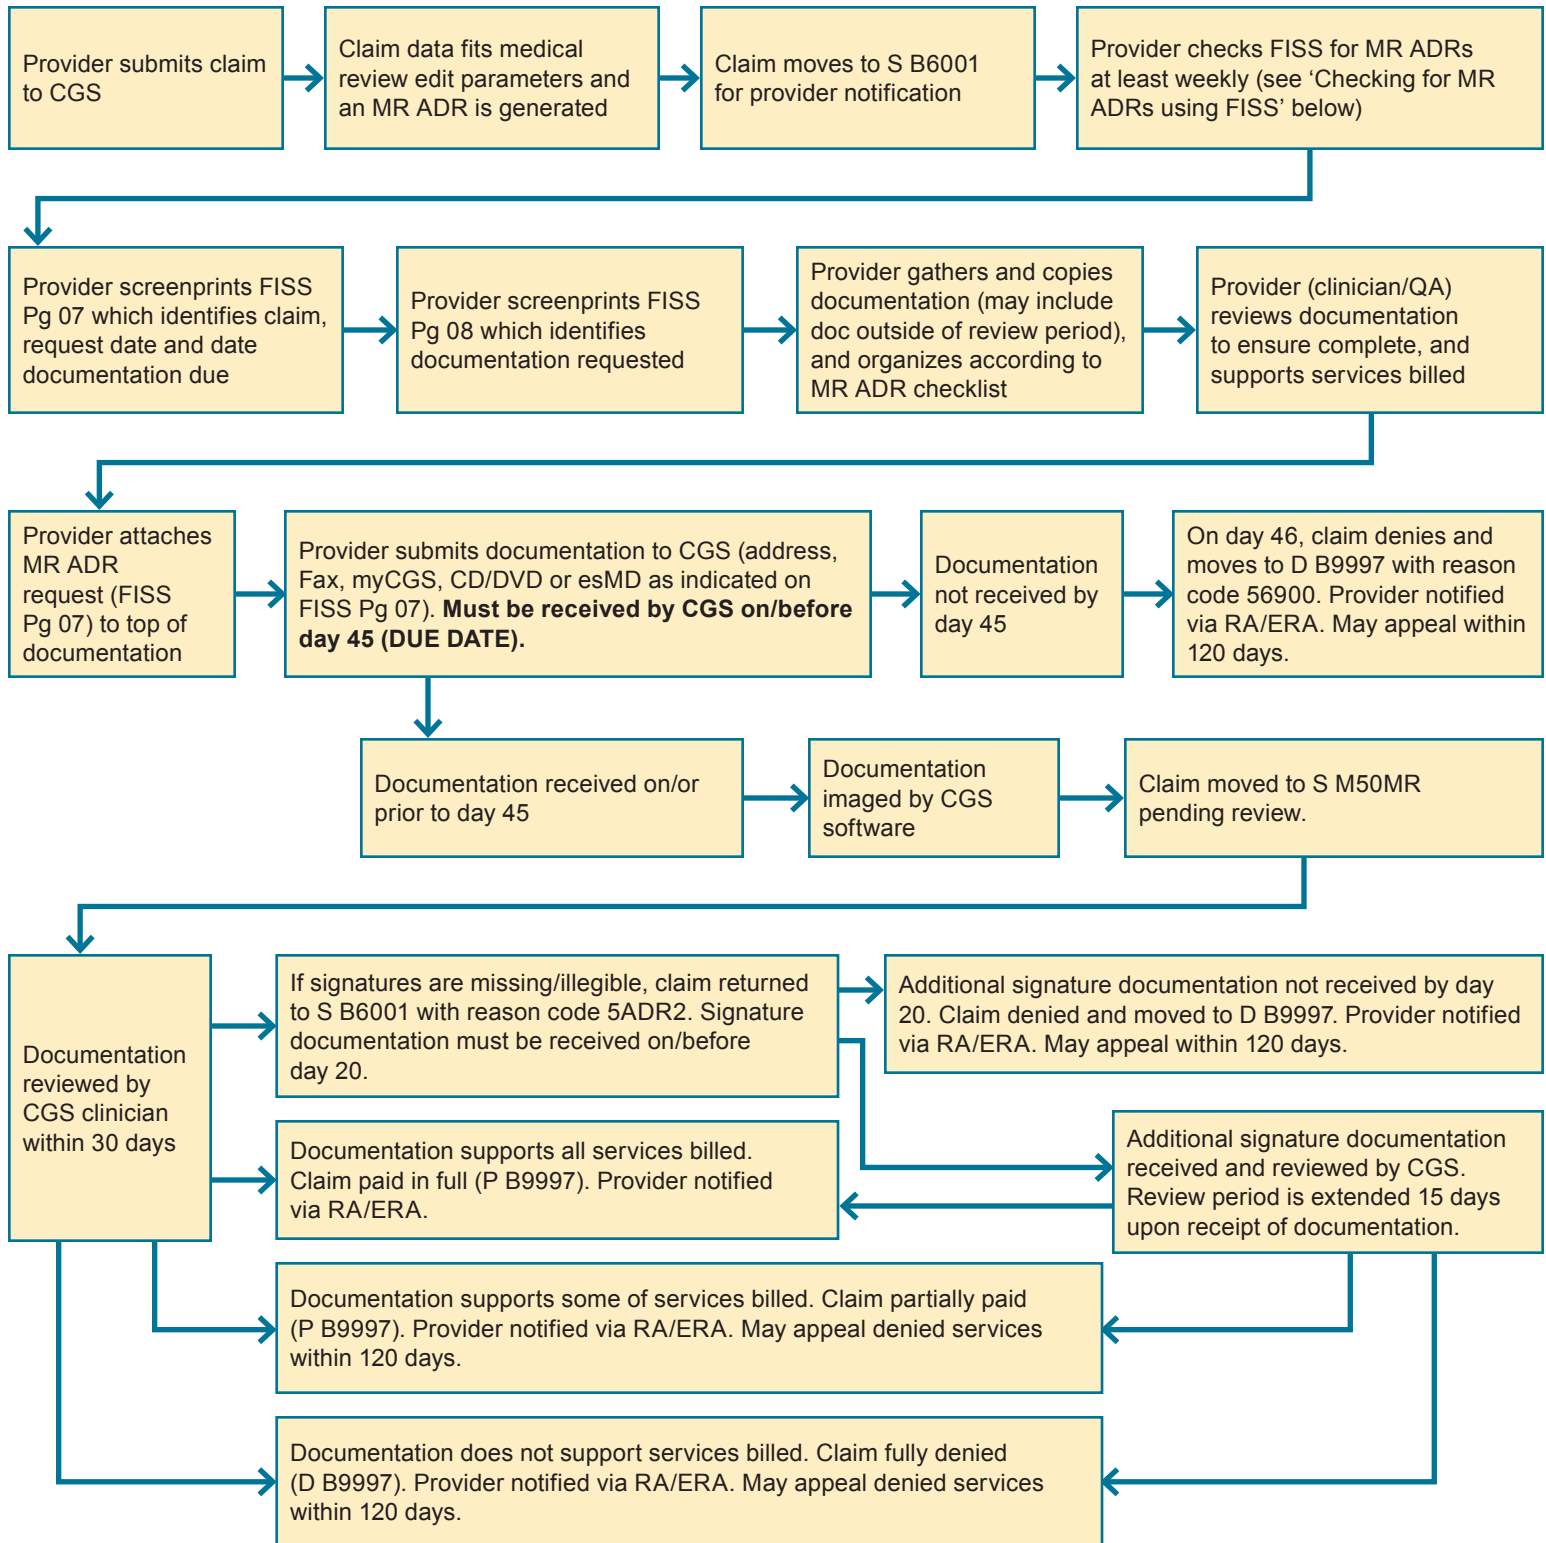 Provider submits claim
to CGS
Claim data fits medical
review edit parameters and
an MR ADR is generated
Claim moves to S B6001
for provider notification
Provider checks FISS for MR ADRs
at least weekly (see ‘Checking for MR
ADRs using FISS’ below)
Provider screenprints FISS
Pg 07 which identifies claim,
request date and date
documentation due
Provider screenprints FISS
Pg 08 which identifies
documentation requested
Provider gathers and copies
documentation (may include
doc outside of review period),
and organizes according to
MR ADR checklist
Provider (clinician/QA)
reviews documentation
to ensure complete, and
supports services billed
Provider attaches
MR ADR
request (FISS
Pg 07) to top of
documentation
Provider submits documentation to CGS (address,
Fax, myCGS, CD/DVD or esMD as indicated on
FISS Pg 07). Must be received by CGS on/before
day 45 (DUE DATE).
Documentation
not received by
day 45
On day 46, claim denies and
moves to D B9997 with reason
code 56900. Provider notified
via RA/ERA. May appeal within
120 days.
Documentation received on/or
prior to day 45
Documentation
imaged by CGS
software
Claim moved to S M50MR
pending review.
Documentation
reviewed by
CGS clinician
within 30 days
If signatures are missing/illegible, claim returned
to S B6001 with reason code 5ADR2. Signature
documentation must be received on/before
day 20.
Additional signature documentation not received by day
20. Claim denied and moved to D B9997. Provider notified
via RA/ERA. May appeal within 120 days.
Documentation supports all services billed.
Claim paid in full (P B9997). Provider notified
via RA/ERA.
Additional signature documentation
received and reviewed by CGS.
Review period is extended 15 days
upon receipt of documentation.
Documentation supports some of services billed. Claim partially paid
(P B9997). Provider notified via RA/ERA. May appeal denied services
within 120 days.
Documentation does not support services billed. Claim fully denied
(D B9997). Provider notified via RA/ERA. May appeal denied services
within 120 days.